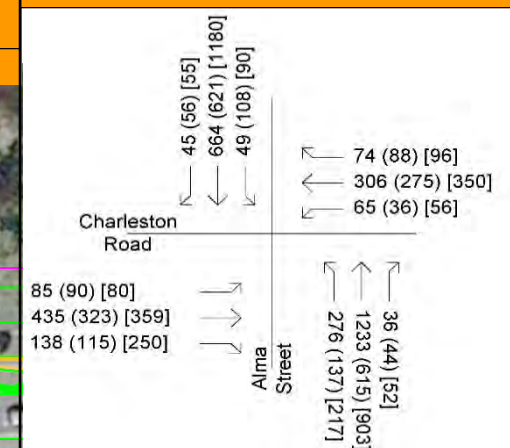 45 (56) [55]
664 (621) [1180]
49 (108) [90]
74 (88) [96]
306 (275) [350]
65 (36) [56]
Charleston
Road
85 (90) [80]
435 (323) [359]
138 (115) [250]
Alma
Street
276 (137) [217]
1233 (615) [903]
36 (44) [52]